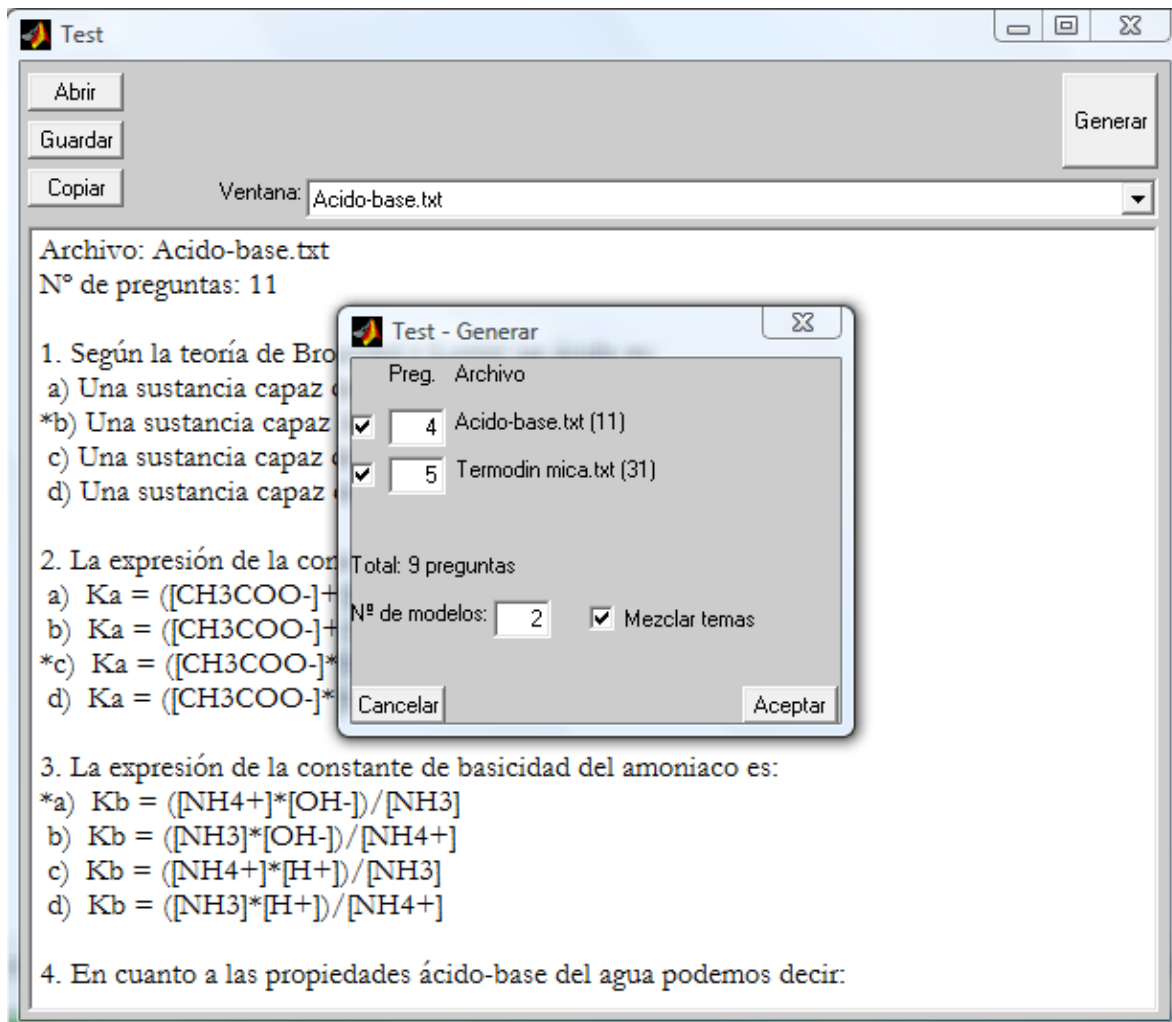 Test
Abrir
Generar
Guardar
Copiar
Ventana: Acido-base.txt
Archivo: Acido-base.txt
Nº de preguntas: 11
1. Según la teoría de Bro
a) Una sustancia capaz
*b) Una sustancia capaz
c) Una sustancia capaz
d) Una sustancia capaz
2. La expresión de la con
a) Ka = ([CH3COO-]+
b) Ka = ([CH3COO-]+
*c) Ka = ([CH3COO-]*
d) Ka = ([CH3COO-]*
3. La expresión de la constante de basicidad del amoniaco es:
*a) Kb = ([NH4+]*[OH-])/[NH3]
b) Kb = ([NH3]*[OH-])/[NH4+]
c) Kb = ([NH4+]*[H+])/[NH3]
d) Kb = ([NH3]*[H+])/[NH4+]
4. En cuanto a las propiedades ácido-base del agua podemos decir:
Test - Generar
Preg. Archivo
4 Acido-base.txt (11)
5 Termodin mica.txt (31)
Total: 9 preguntas
Nº de modelos: 2 Mezclar temas
Cancelar Aceptar